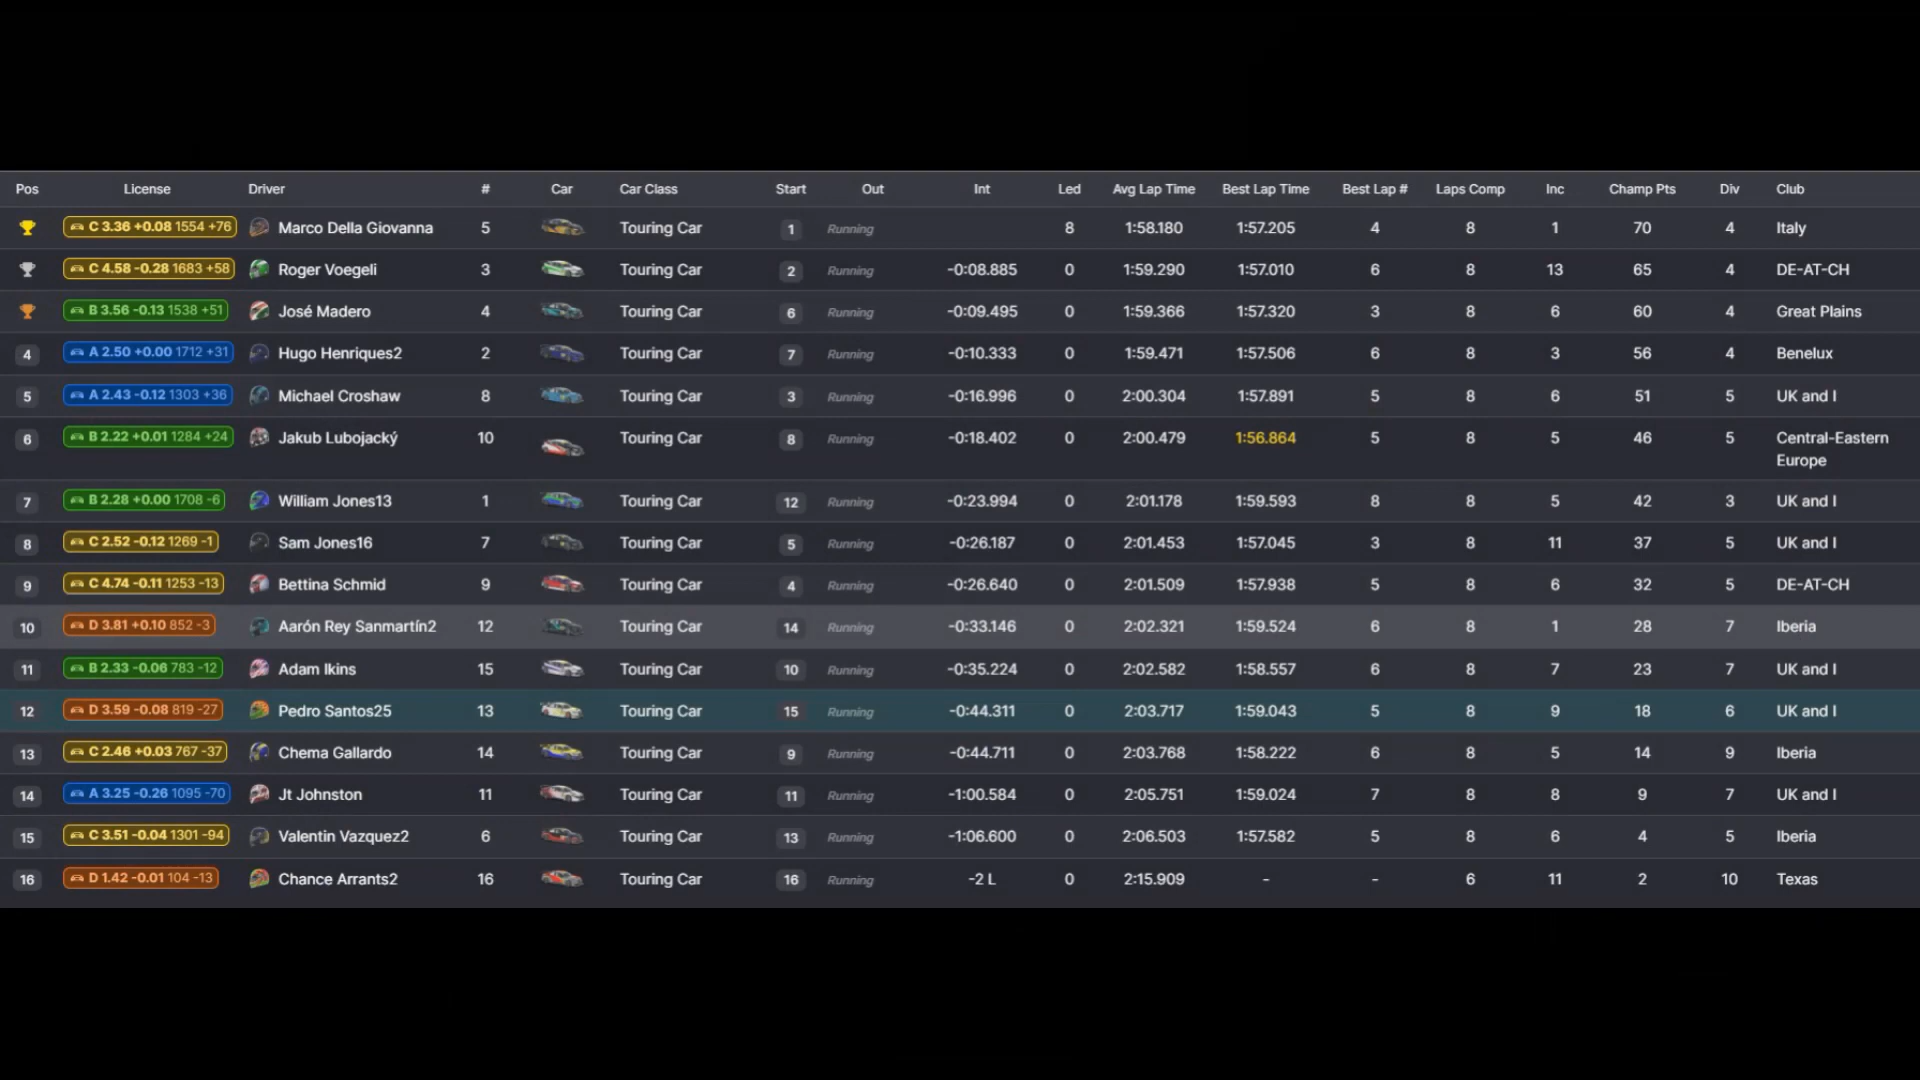 Pos License Driver # Car Car Class Start Out Int Led Avg Lap Time Best Lap Time Best Lap # Laps Comp Inc Champ Pts Div Club
C 3.36 +0.08 1554 +76 Marco Della Giovanna 5 Touring Car 1 Running 8 1:58.180 1:57.205 4 8 1 70 4 Italy
C 4.58 -0.28 1683 +58 Roger Voegeli 3 Touring Car 2 Running -0:08.885 0 1:59.290 1:57.010 6 8 13 65 4 DE-AT-CH
B 3.56 -0.13 1538 +51 José Madero 4 Touring Car 6 Running -0:09.495 0 1:59.366 1:57.320 3 8 6 60 4 Great Plains
4 A 2.50 +0.00 1712 +31 Hugo Henriques2 2 Touring Car 7 Running -0:10.333 0 1:59.471 1:57.506 6 8 3 56 4 Benelux
5 A 2.43 -0.12 1303 +36 Michael Croshaw 8 Touring Car 3 Running -0:16.996 0 2:00.304 1:57.891 5 8 6 51 5 UK and I
6 B 2.22 +0.01 1284 +24 Jakub Lubojacký 10 Touring Car 8 Running -0:18.402 0 2:00.479 1:56.864 5 8 5 46 5 Central-Eastern
Europe
7 B 2.28 +0.00 1708 -6 William Jones13 1 Touring Car 12 Running -0:23.994 0 2:01.178 1:59.593 8 8 5 42 3 UK and I
8 C 2.52 -0.12 1269 -1 Sam Jones16 7 Touring Car 5 Running -0:26.187 0 2:01.453 1:57.045 3 8 11 37 5 UK and I
9 C 4.74 -0.11 1253 -13 Bettina Schmid 9 Touring Car 4 Running -0:26.640 0 2:01.509 1:57.938 5 8 6 32 5 DE-AT-CH
10 D 3.81 +0.10 852 -3 Aarón Rey Sanmartín2 12 Touring Car 14 Running -0:33.146 0 2:02.321 1:59.524 6 8 1 28 7 Iberia
11 B 2.33 -0.06 783 -12 Adam Ikins 15 Touring Car 10 Running -0:35.224 0 2:02.582 1:58.557 6 8 7 23 7 UK and I
12 D 3.59 -0.08 819 -27 Pedro Santos25 13 Touring Car 15 Running -0:44.311 0 2:03.717 1:59.043 5 8 9 18 6 UK and I
13 C 2.46 +0.03 767 -37 Chema Gallardo 14 Touring Car 9 Running -0:44.711 0 2:03.768 1:58.222 6 8 5 14 9 Iberia
14 A 3.25 -0.26 1095 -70 Jt Johnston 11 Touring Car 11 Running -1:00.584 0 2:05.751 1:59.024 7 8 8 9 7 UK and I
15 C 3.51 -0.04 1301 -94 Valentin Vazquez2 6 Touring Car 13 Running -1:06.600 0 2:06.503 1:57.582 5 8 6 4 5 Iberia
16 D 1.42 -0.01 104 -13 Chance Arrants2 16 Touring Car 16 Running -2 L 0 2:15.909 - - 6 11 2 10 Texas